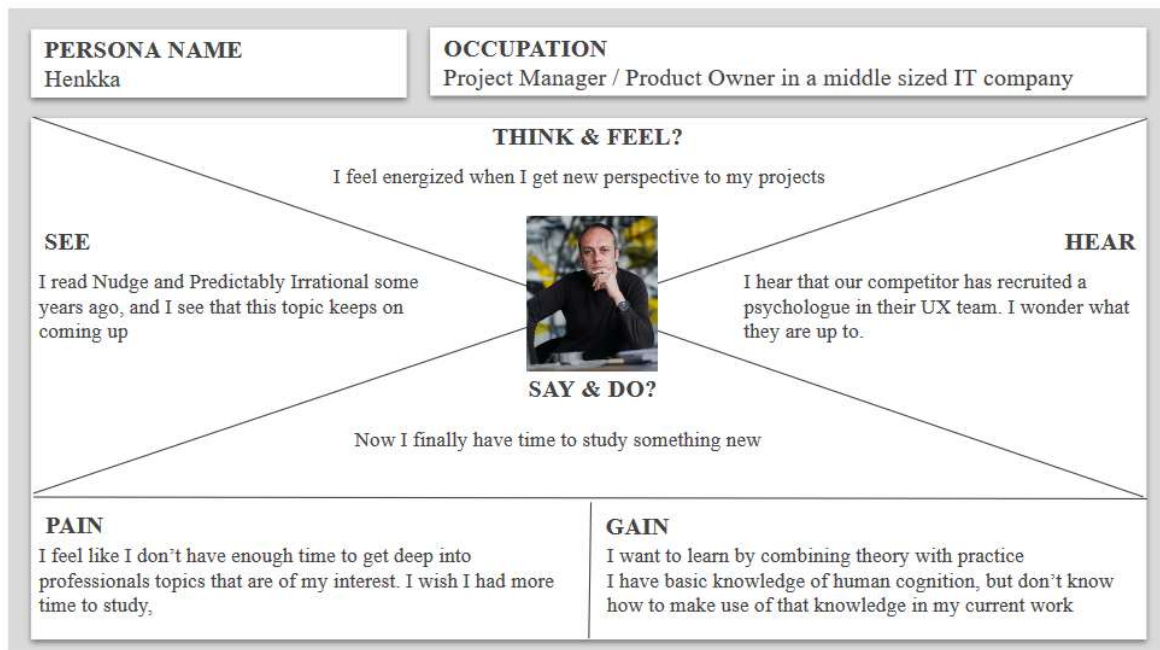 PERSONA NAME
Henkka
OCCUPATION
Project Manager / Product Owner in a middle sized IT company
THINK & FEEL?
I feel energized when I get new perspective to my projects
SEE
I read Nudge and Predictably Irrational some
years ago, and I see that this topic keeps on
coming up
HEAR
I hear that our competitor has recruited a
psychologue in their UX team. I wonder what
they are up to.
SAY & DO?
Now I finally have time to study something new
PAIN
I feel like I don’t have enough time to get deep into
professionals topics that are of my interest. I wish I had more
time to study,
GAIN
I want to learn by combining theory with practice
I have basic knowledge of human cognition, but don’t know
how to make use of that knowledge in my current work